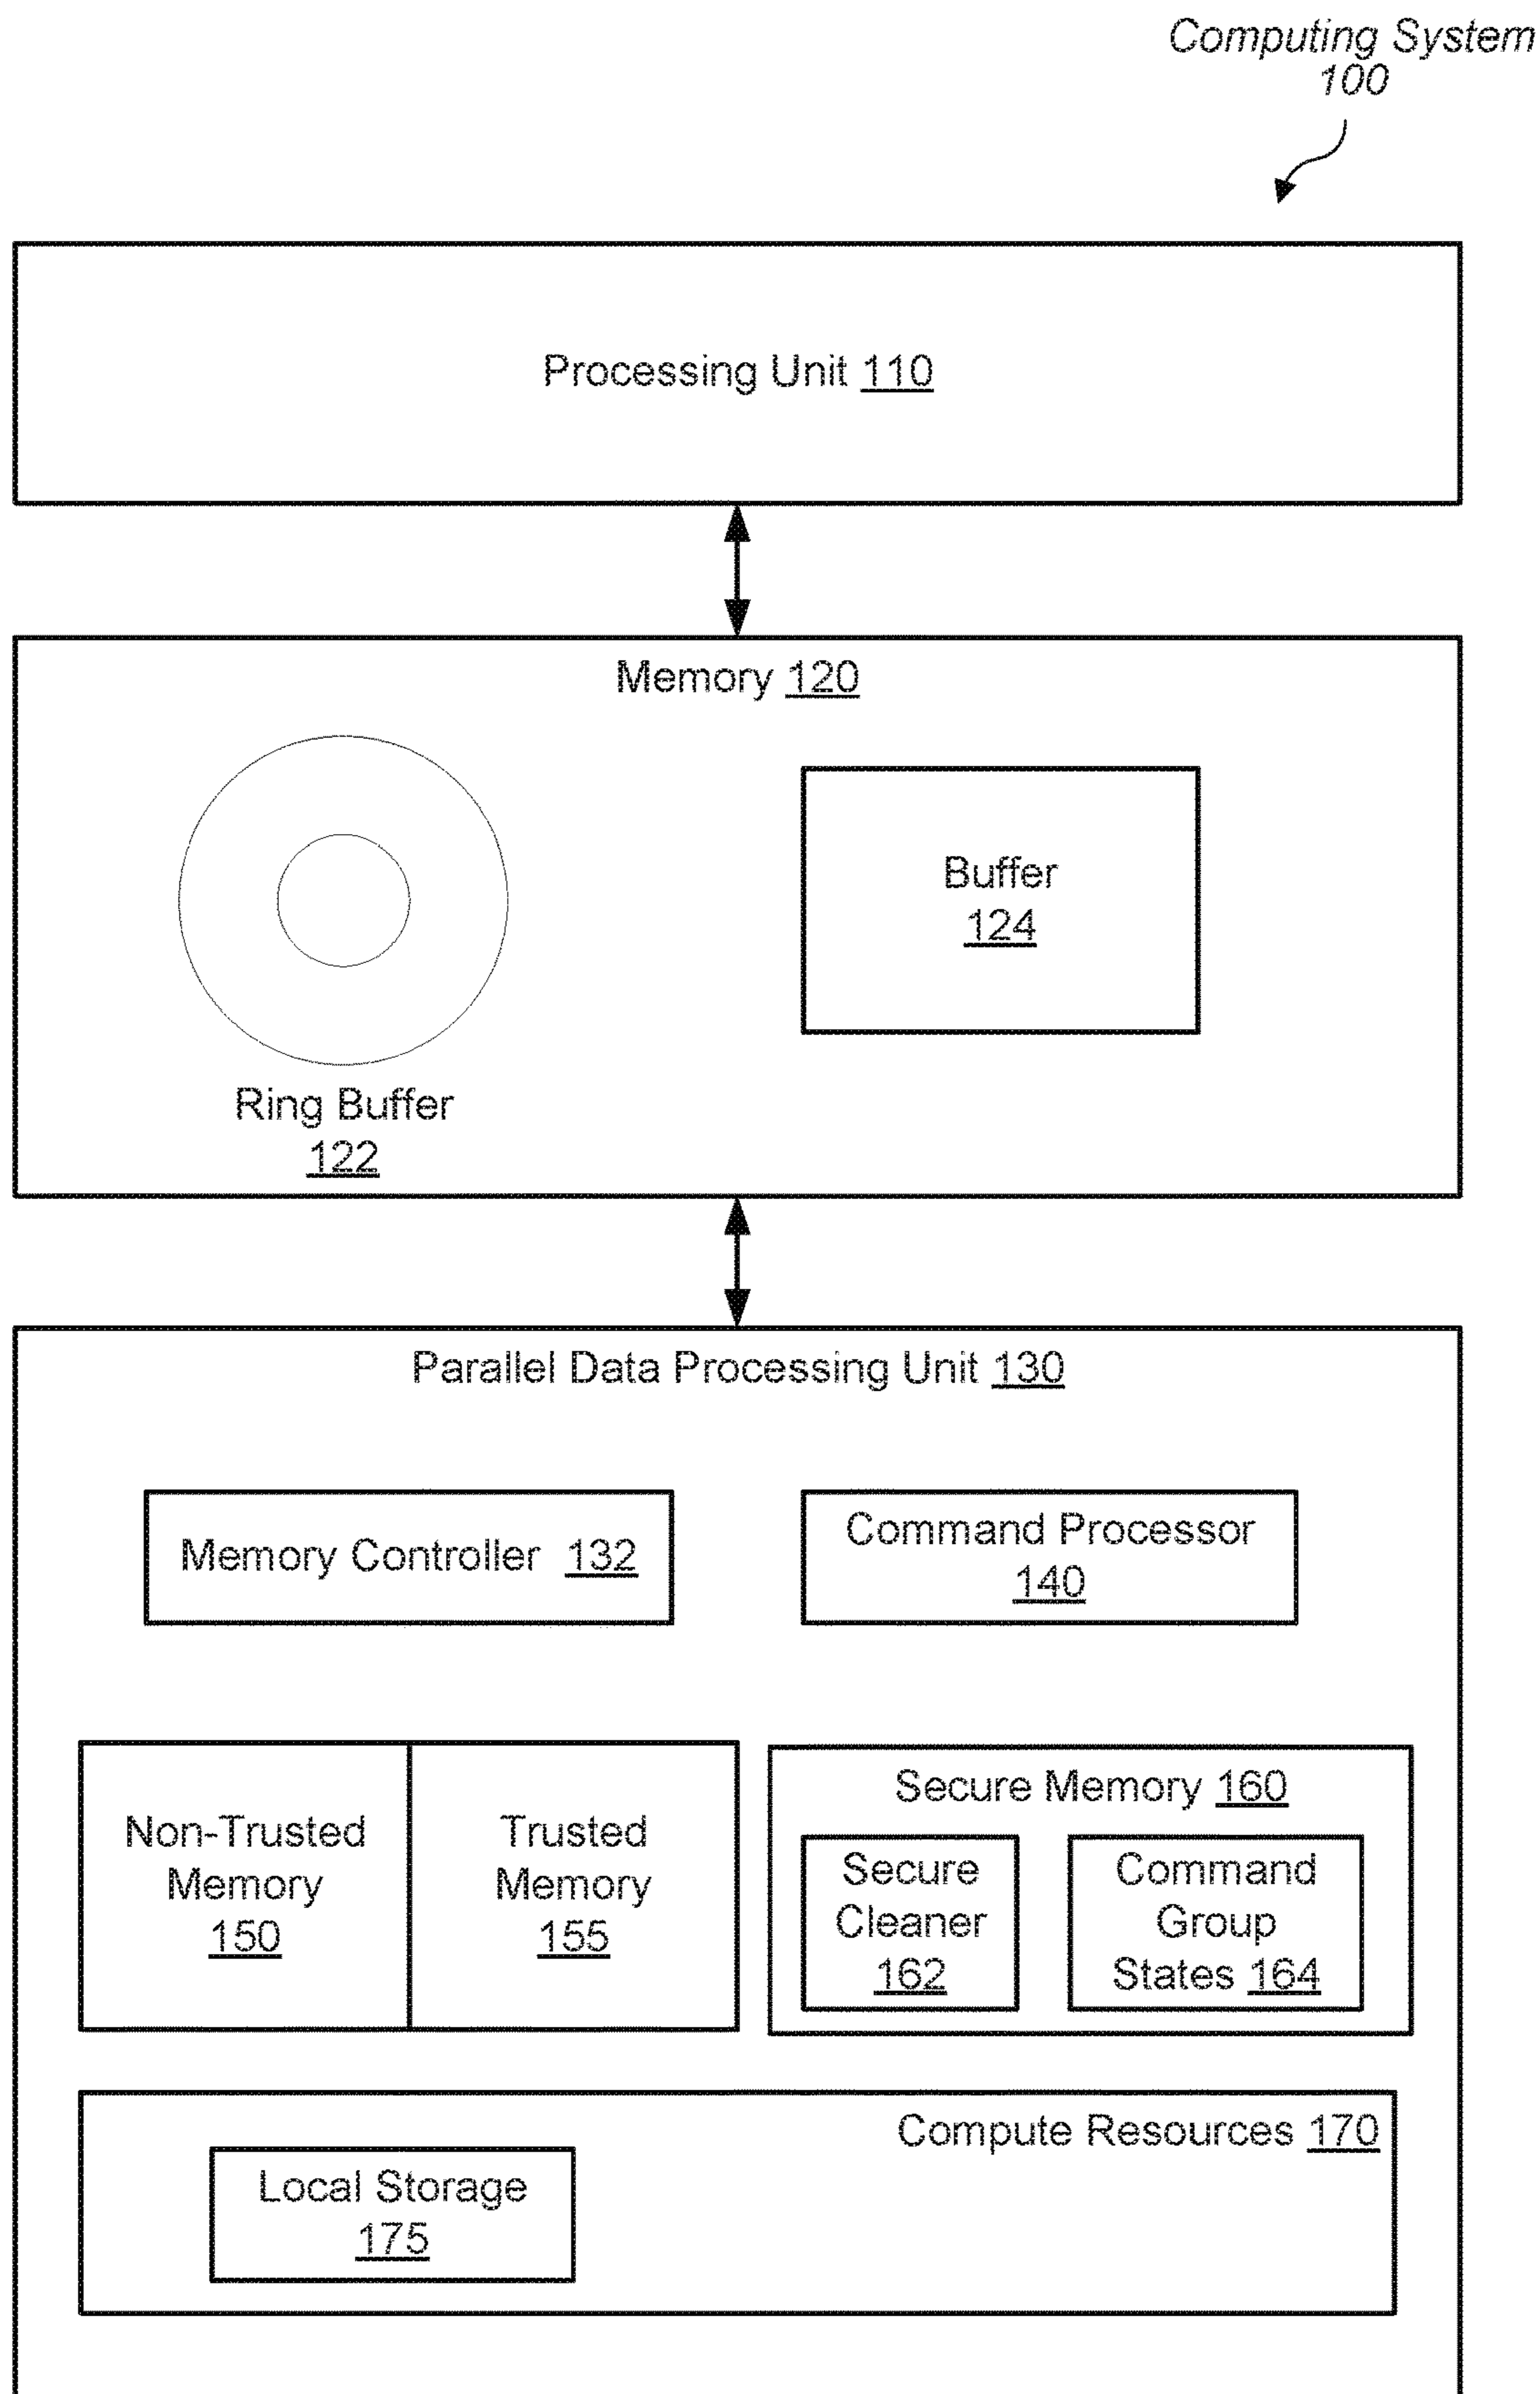 Computing System
100
Processing Unit 110
Memory 120
Buffer
124
Ring Buffer
122
Parallel Data Processing Unit 130
Memory Controller 132
Command Processor
140
Non-Trusted
Memory
150
Trusted
Memory
155
Secure Memory 160
Secure
Cleaner
162
Command
Group
States 164
Compute Resources 170
Local Storage
175